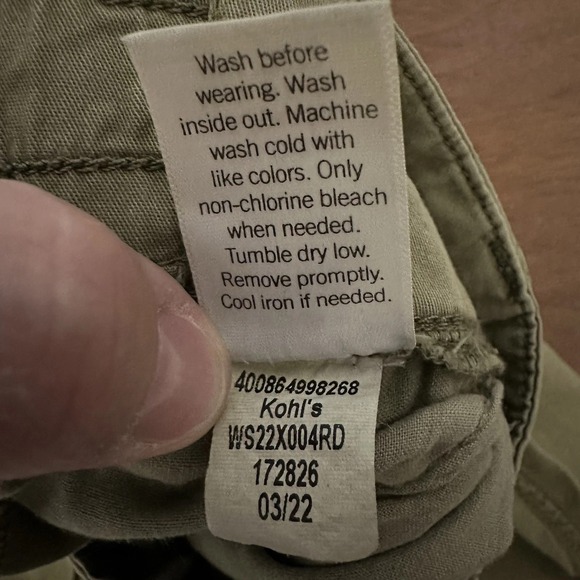 Wash before
wearing. Wash
inside out. Machine
wash cold with
like colors. Only
non-chlorine bleach
when needed.
Tumble dry low.
Remove promptly.
Cool iron if needed.
400864998268
Kohl's
WS22X004RD
172826
03/22